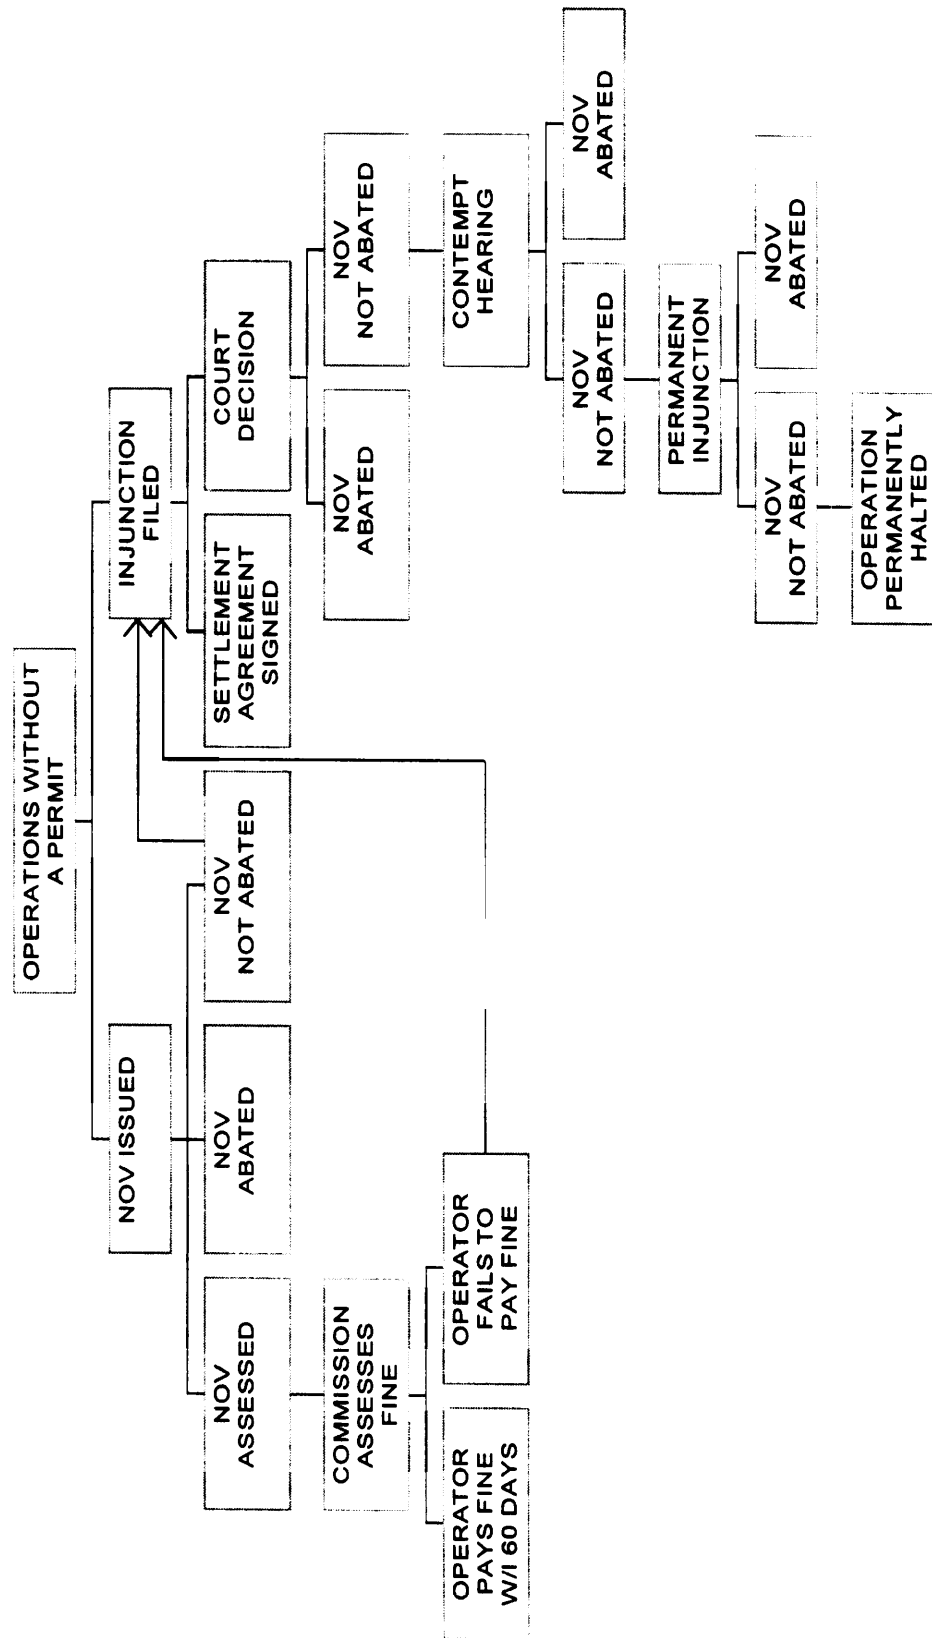 OPERATIONS WITHOUT
A PERMIT
NOV ISSUED
INJUNCTION
FILED
NOV
ASSESSED
NOV
ABATED
NOV
NOT ABATED
SETTLEMENT
AGREEMENT
SIGNED
COURT
DECISION
COMMISSION
ASSESSES
FINE
NOV
ABATED
NOV
NOT ABATED
OPERATOR
PAYS FINE
W/I 60 DAYS
OPERATOR
FAILS TO
PAY FINE
CONTEMPT
HEARING
NOV
NOT ABATED
NOV
ABATED
PERMANENT
INJUNCTION
NOV
NOT ABATED
NOV
ABATED
OPERATION
PERMANENTLY
HALTED